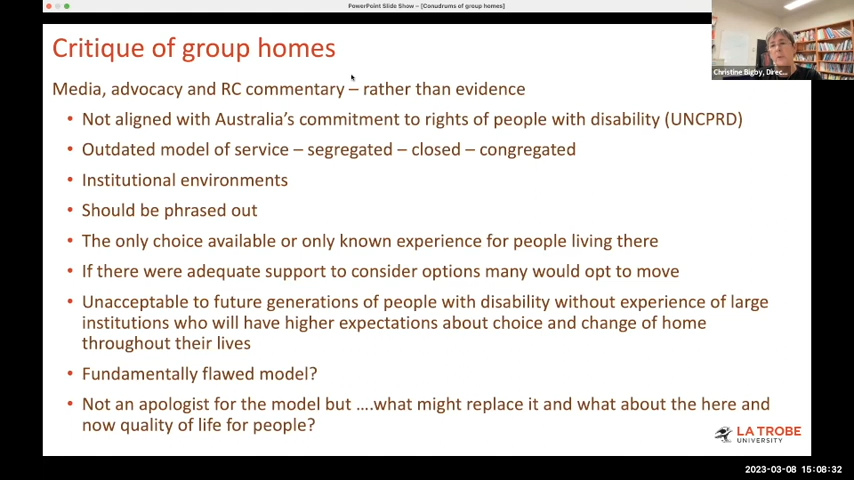 PowerPoint Slide Show – [Conudrums of group homes]
Critique of group homes
Christine Bigby, Direc...
Media, advocacy and RC commentary – rather than evidence
• Not aligned with Australia's commitment to rights of people with disability (UNCPRD)
• Outdated model of service – segregated – closed – congregated
• Institutional environments
• Should be phrased out
• The only choice available or only known experience for people living there
• If there were adequate support to consider options many would opt to move
• Unacceptable to future generations of people with disability without experience of large
institutions who will have higher expectations about choice and change of home
throughout their lives
• Fundamentally flawed model?
• Not an apologist for the model but ....what might replace it and what about the here and
now quality of life for people?
LA TROBE
UNIVERSITY
2023-03-08 15:08:32